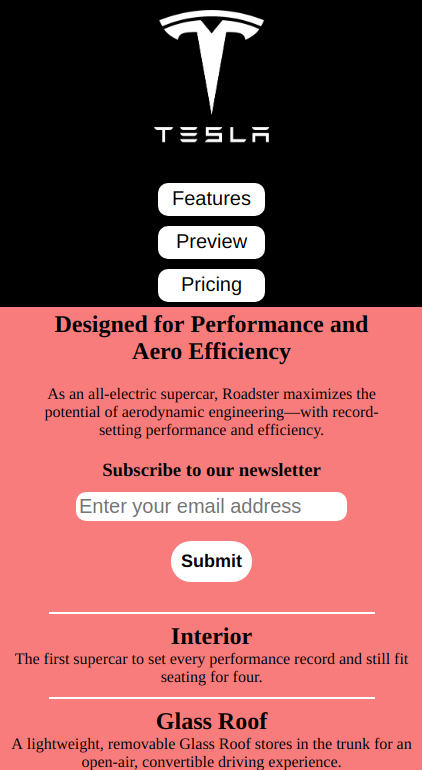 TESLA
Features
Preview
Pricing
Designed for Performance and
Aero Efficiency
As an all-electric supercar, Roadster maximizes the
potential of aerodynamic engineering—with record-
setting performance and efficiency.
Subscribe to our newsletter
Enter your email address
Submit
Interior
The first supercar to set every performance record and still fit
seating for four.
Glass Roof
A lightweight, removable Glass Roof stores in the trunk for an
open-air, convertible driving experience.